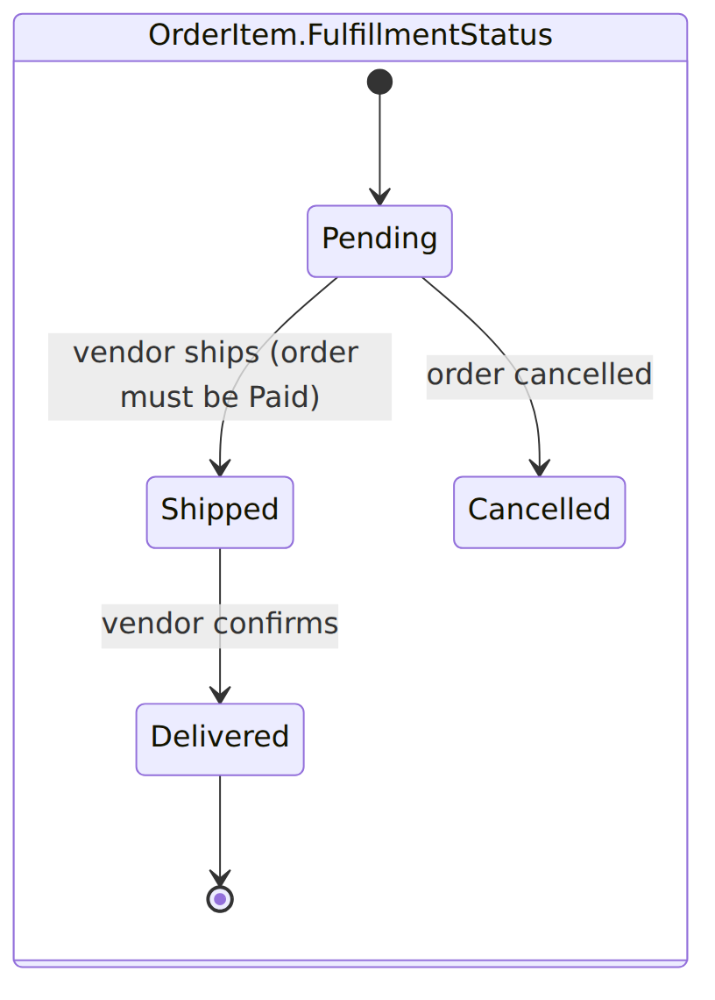 OrderItem.FulfillmentStatus
Pending
vendor ships (order
must be Paid)
order cancelled
Shipped
Cancelled
vendor confirms
Delivered